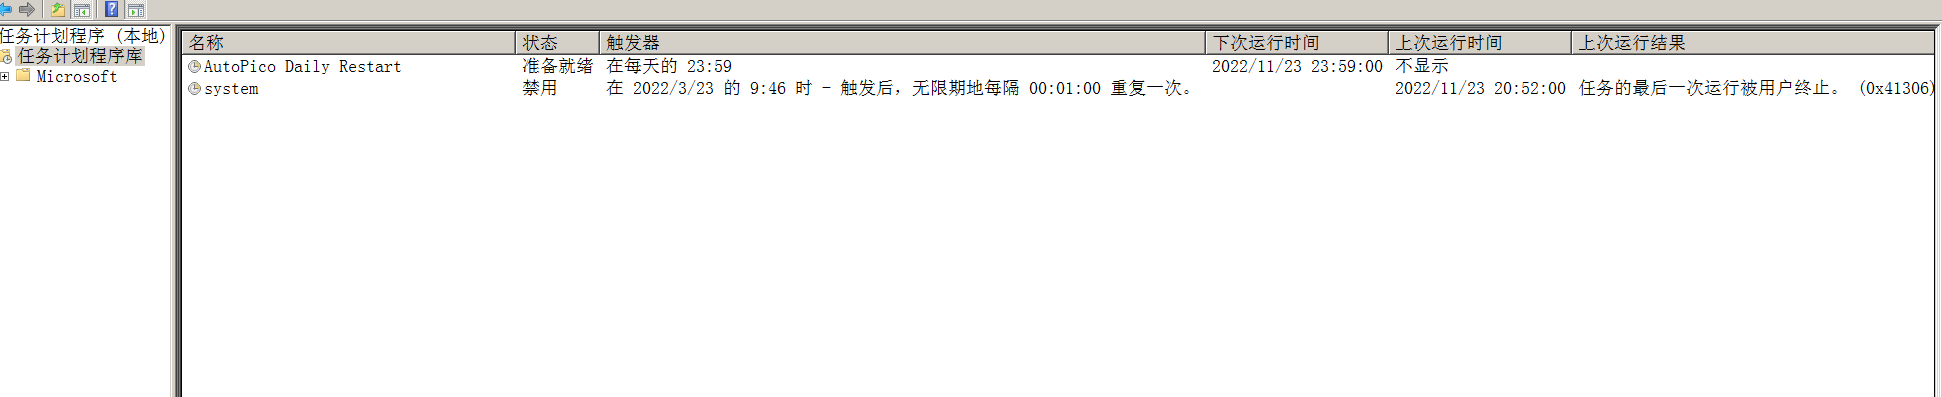 任务计划程序 (本地)
任务计划程序库
Microsoft
名称 状态 触发器 下次运行时间 上次运行时间 上次运行结果
AutoPico Daily Restart 准备就绪 在每天的 23:59 2022/11/23 23:59:00 不显示
system 禁用 在 2022/3/23 的 9:46 时 - 触发后，无限期地每隔 00:01:00 重复一次。 2022/11/23 20:52:00 任务的最后一次运行被用户终止。 (0x41306)